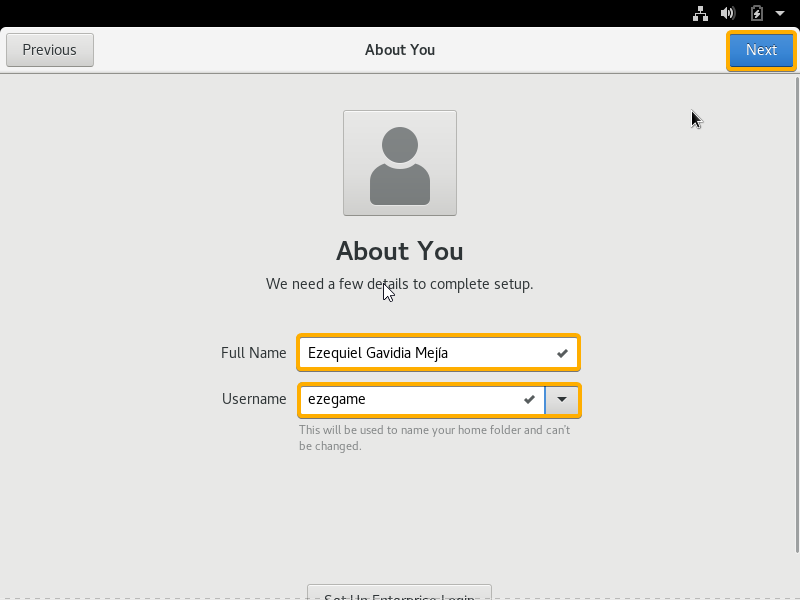 Previous
About You
Next
About You
We need a few details to complete setup.
Full Name
Ezequiel Gavidia Mejía
Username
ezegame
This will be used to name your home folder and can't
be changed.
Set Up Enterprise Login